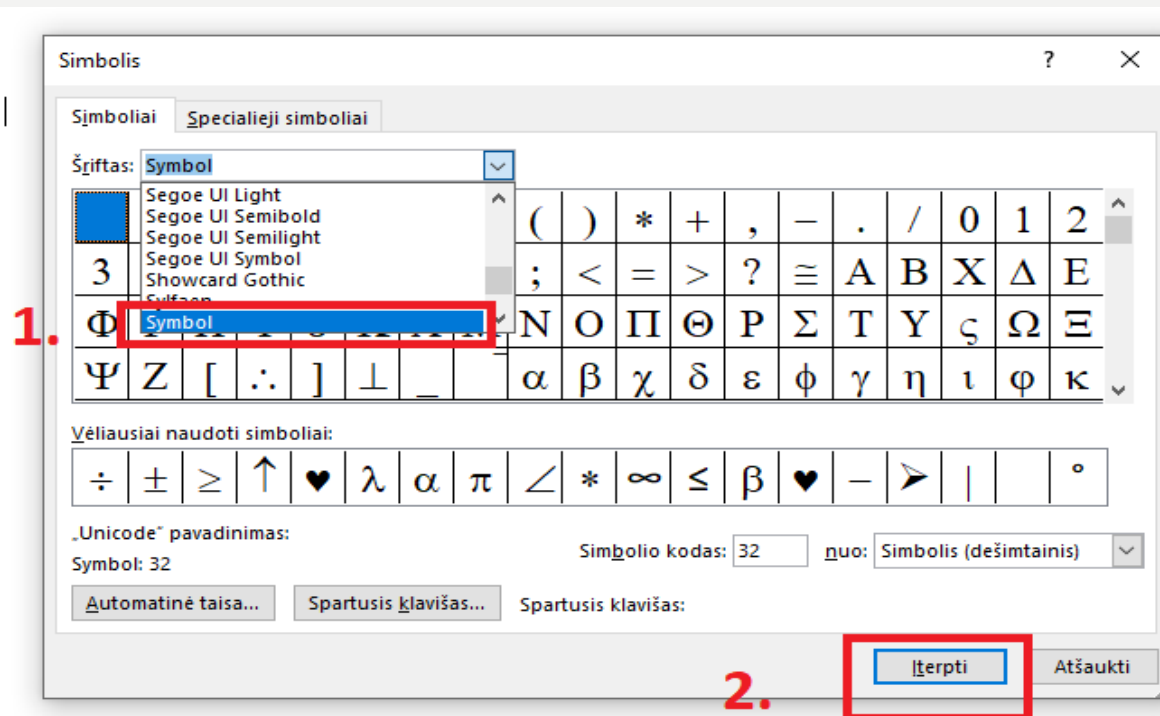 Simbolis ? ×
Simboliai Specialieji simboliai
Šriftas: Symbol
Segoe UI Light
Segoe UI Semibold
Segoe UI Semilight
Segoe UI Symbol
Showcard Gothic
Sylfaen
Symbol
( ) * + , − . / 0 1 2
3 ; < = > ? ≅ Α Β Χ Δ Ε
1. Φ Ν Ο Π Θ Ρ Σ Τ Υ ς Ω Ξ
Ψ Ζ [ ∴ ] ⊥ _ α β χ δ ε φ γ η ι ϕ κ
Vėliausiai naudoti simboliai:
÷ ± ≥ ↑ ♥ λ α π ∠ * ∞ ≤ β ♥ − ➢ | °
„Unicode“ pavadinimas:
Symbol: 32
Simbolio kodas: 32 nuo: Simbolis (dešimtainis)
Automatinė taisa... Spartusis klavišas... Spartusis klavišas:
2. Įterpti Atšaukti